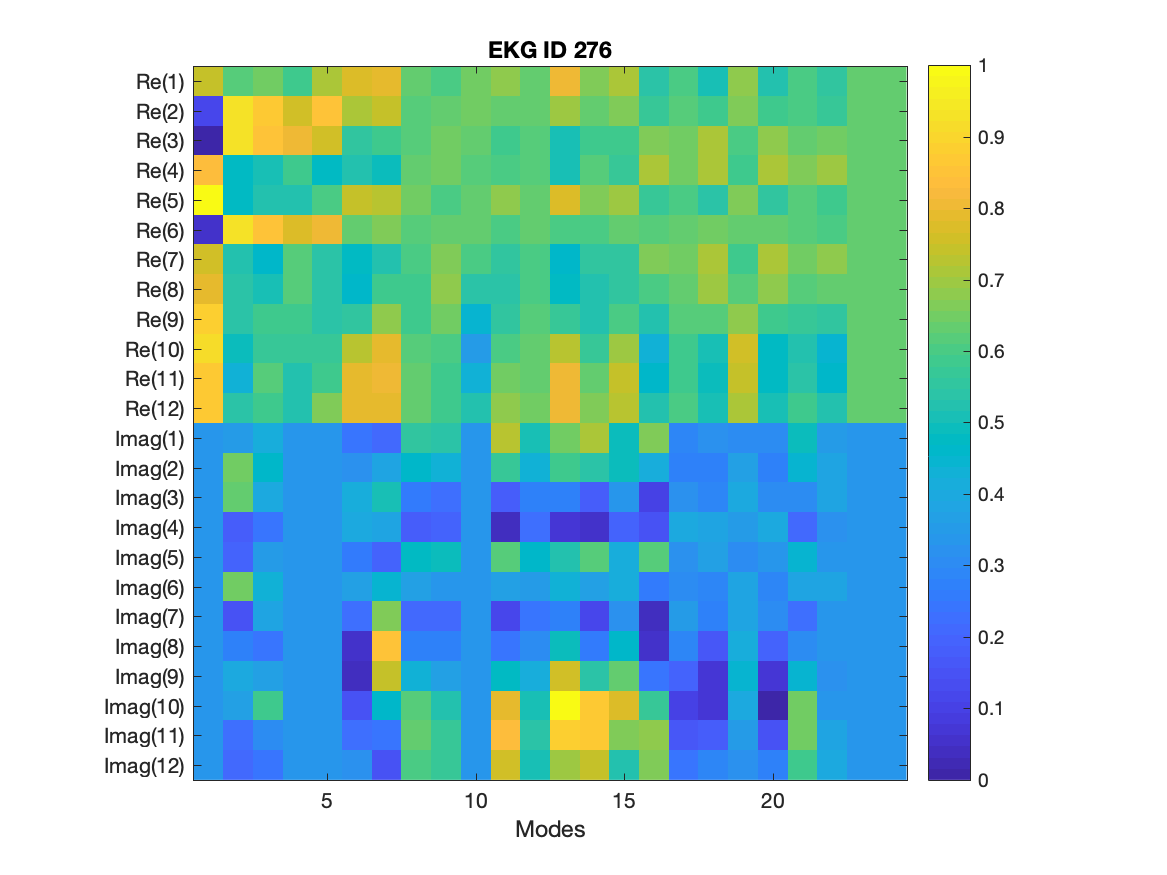 EKG ID 276
Re(1)
Re(2)
Re(3)
Re(4)
Re(5)
Re(6)
Re(7)
Re(8)
Re(9)
Re(10)
Re(11)
Re(12)
Imag(1)
Imag(2)
Imag(3)
Imag(4)
Imag(5)
Imag(6)
Imag(7)
Imag(8)
Imag(9)
Imag(10)
Imag(11)
Imag(12)
5 10 15 20
Modes
1
0.9
0.8
0.7
0.6
0.5
0.4
0.3
0.2
0.1
0